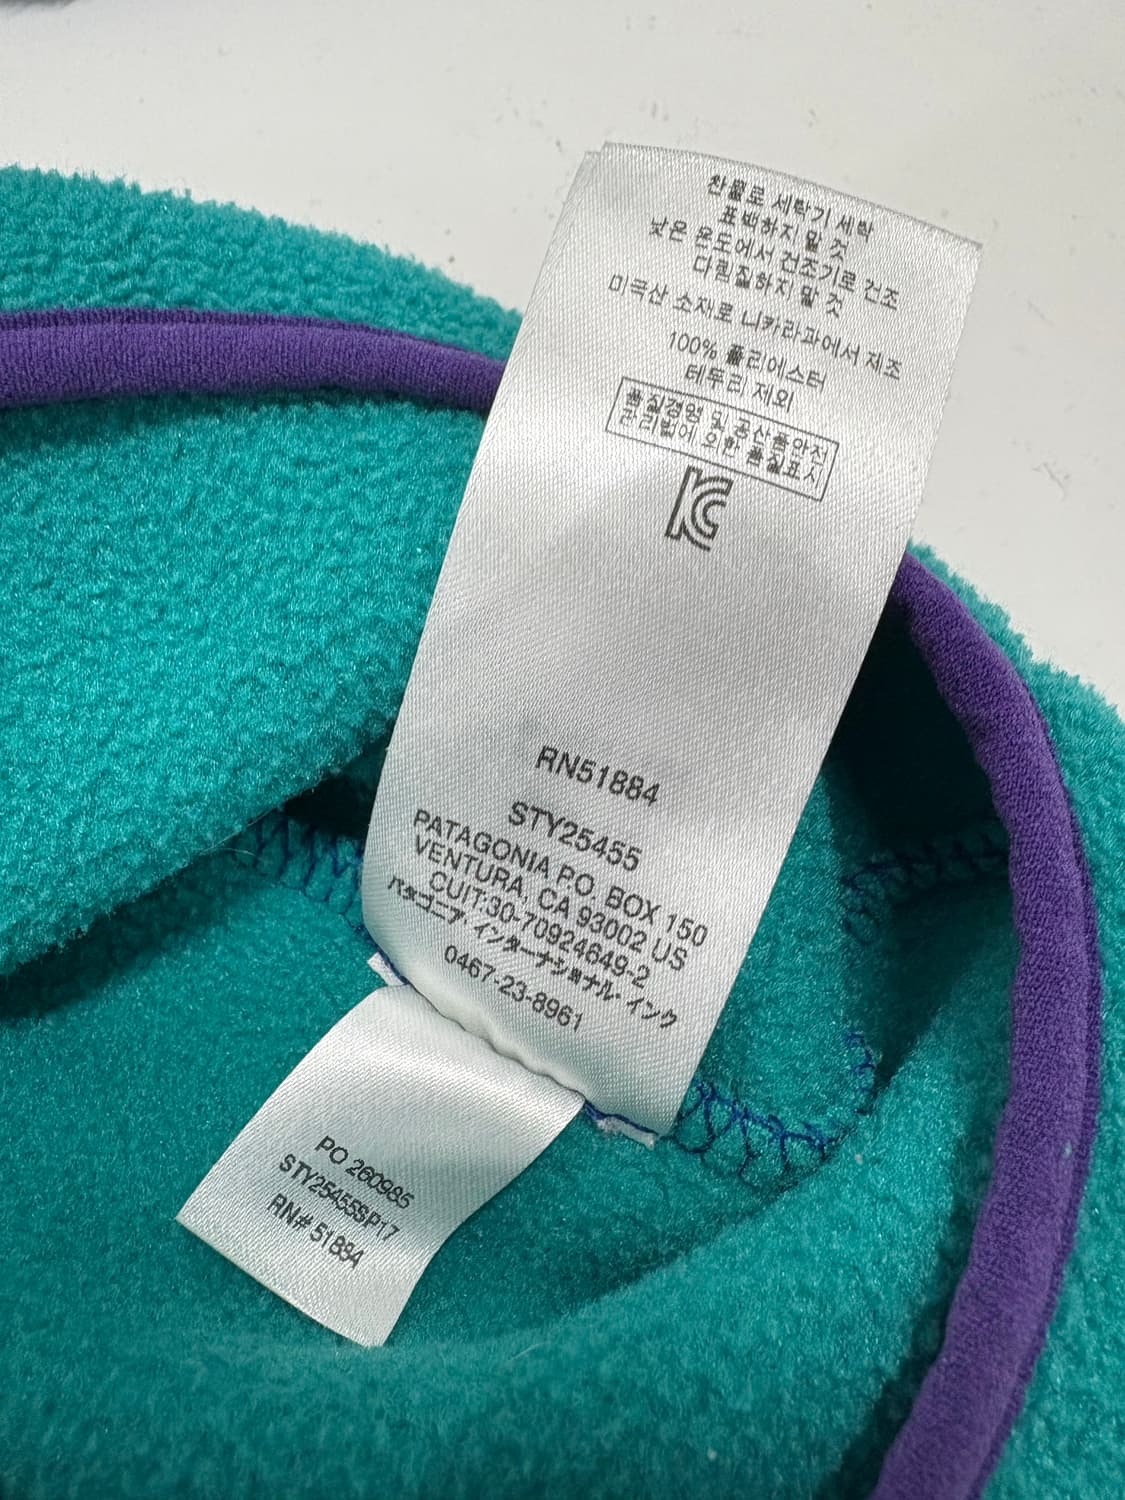 찬물로 세탁기 세탁
표백하지 말 것
낮은 온도에서 건조기로 건조
다림질하지 말 것
미국산 소재로 니카라과에서 제조
100% 폴리에스터
테두리 제외
품질경영 및 공산품안전
관리법에 의한 품질표시
KC
RN51884
STY25455
PATAGONIA P.O. BOX 150
VENTURA, CA 93002 US
CUIT:30-70924649-2
パタゴニア インターナショナル・インク
0467-23-8961
PO 260985
STY25455SP17
RN# 51884